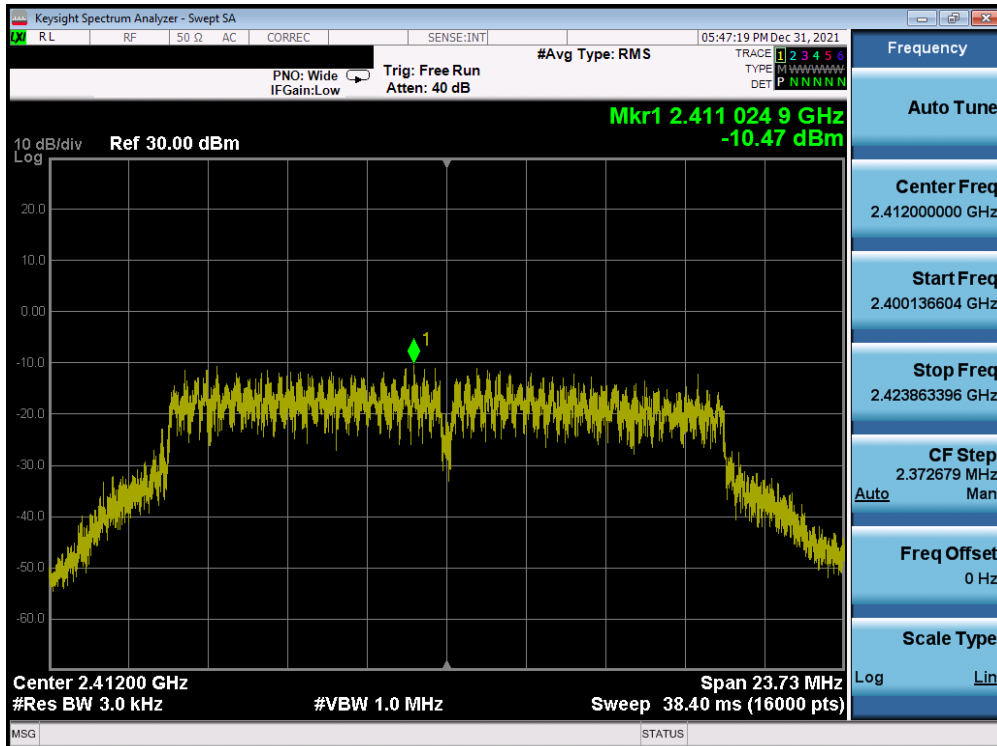 Keysight Spectrum Analyzer - Swept SA
LXI RL RF 50 Ω AC CORREC SENSE:INT 05:47:19 PM Dec 31, 2021
#Avg Type: RMS TRACE 1 2 3 4 5 6
PNO: Wide Trig: Free Run TYPE M W W W W W
IFGain:Low Atten: 40 dB DET P N N N N N
Mkr1 2.411 024 9 GHz
-10.47 dBm
10 dB/div Ref 30.00 dBm
Log
20.0
10.0
0.00
1
-10.0
-20.0
-30.0
-40.0
-50.0
-60.0
Center 2.41200 GHz Span 23.73 MHz
#Res BW 3.0 kHz #VBW 1.0 MHz Sweep 38.40 ms (16000 pts)
MSG STATUS
Frequency
Auto Tune
Center Freq
2.412000000 GHz
Start Freq
2.400136604 GHz
Stop Freq
2.423863396 GHz
CF Step
2.372679 MHz
Auto Man
Freq Offset
0 Hz
Scale Type
Log Lin